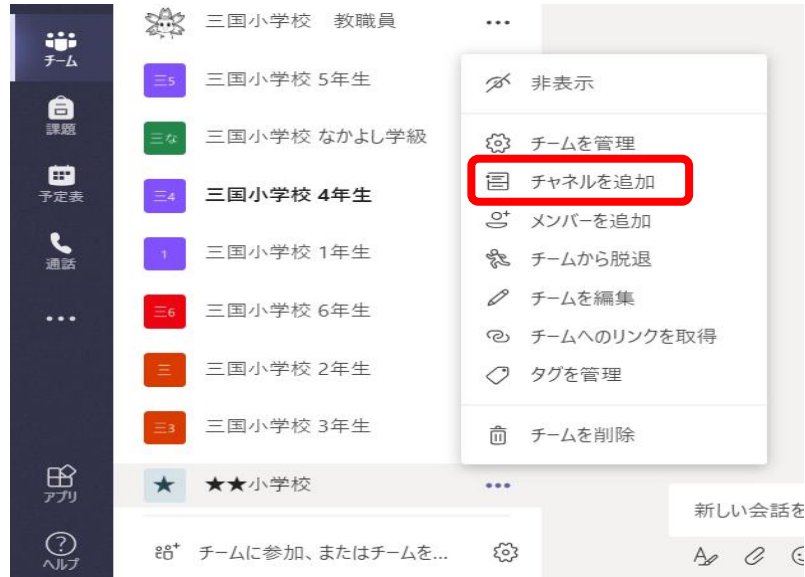 チーム
課題
予定表
通話
アプリ
ヘルプ
三国小学校 教職員
三5 三国小学校 5年生
三な 三国小学校 なかよし学級
三4 三国小学校 4年生
1 三国小学校 1年生
三6 三国小学校 6年生
三 三国小学校 2年生
三3 三国小学校 3年生
★ ★★小学校
チームに参加、またはチームを...
非表示
チームを管理
チャネルを追加
メンバーを追加
チームから脱退
チームを編集
チームへのリンクを取得
タグを管理
チームを削除
新しい会話を